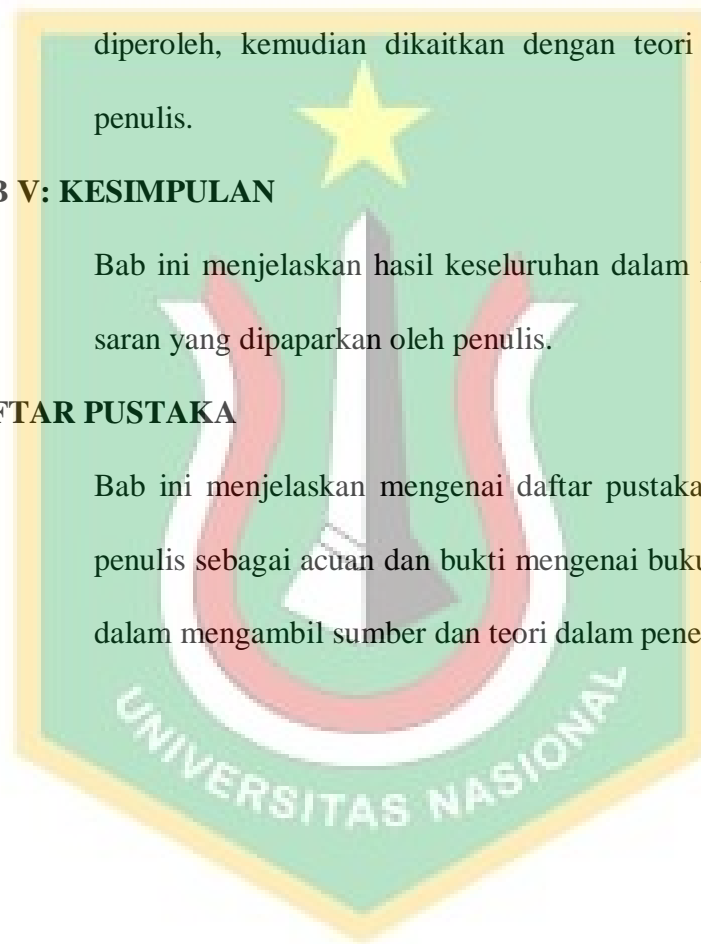 diperoleh, kemudian dikaitkan dengan teori
penulis.
V: KESIMPULAN
Bab ini menjelaskan hasil keseluruhan dalam
saran yang dipaparkan oleh penulis.
FTAR PUSTAKA
Bab ini menjelaskan mengenai daftar pustaka
penulis sebagai acuan dan bukti mengenai buku
dalam mengambil sumber dan teori dalam pene
UNIVERSITAS NASIONAL